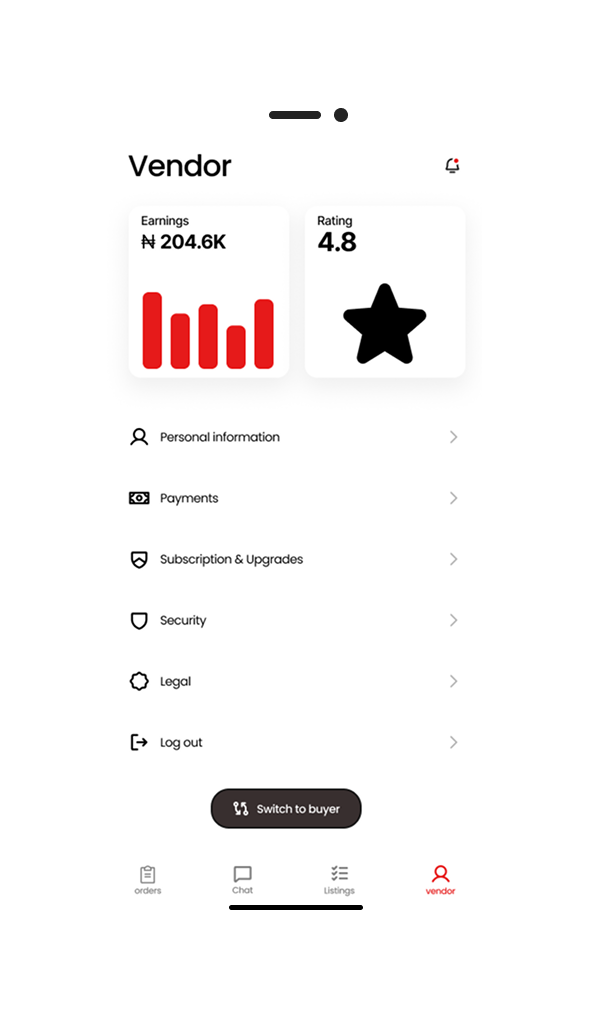 Vendor
Earnings
₦ 204.6K
Rating
4.8
Personal information
Payments
Subscription & Upgrades
Security
Legal
Log out
Switch to buyer
orders
Chat
Listings
vendor